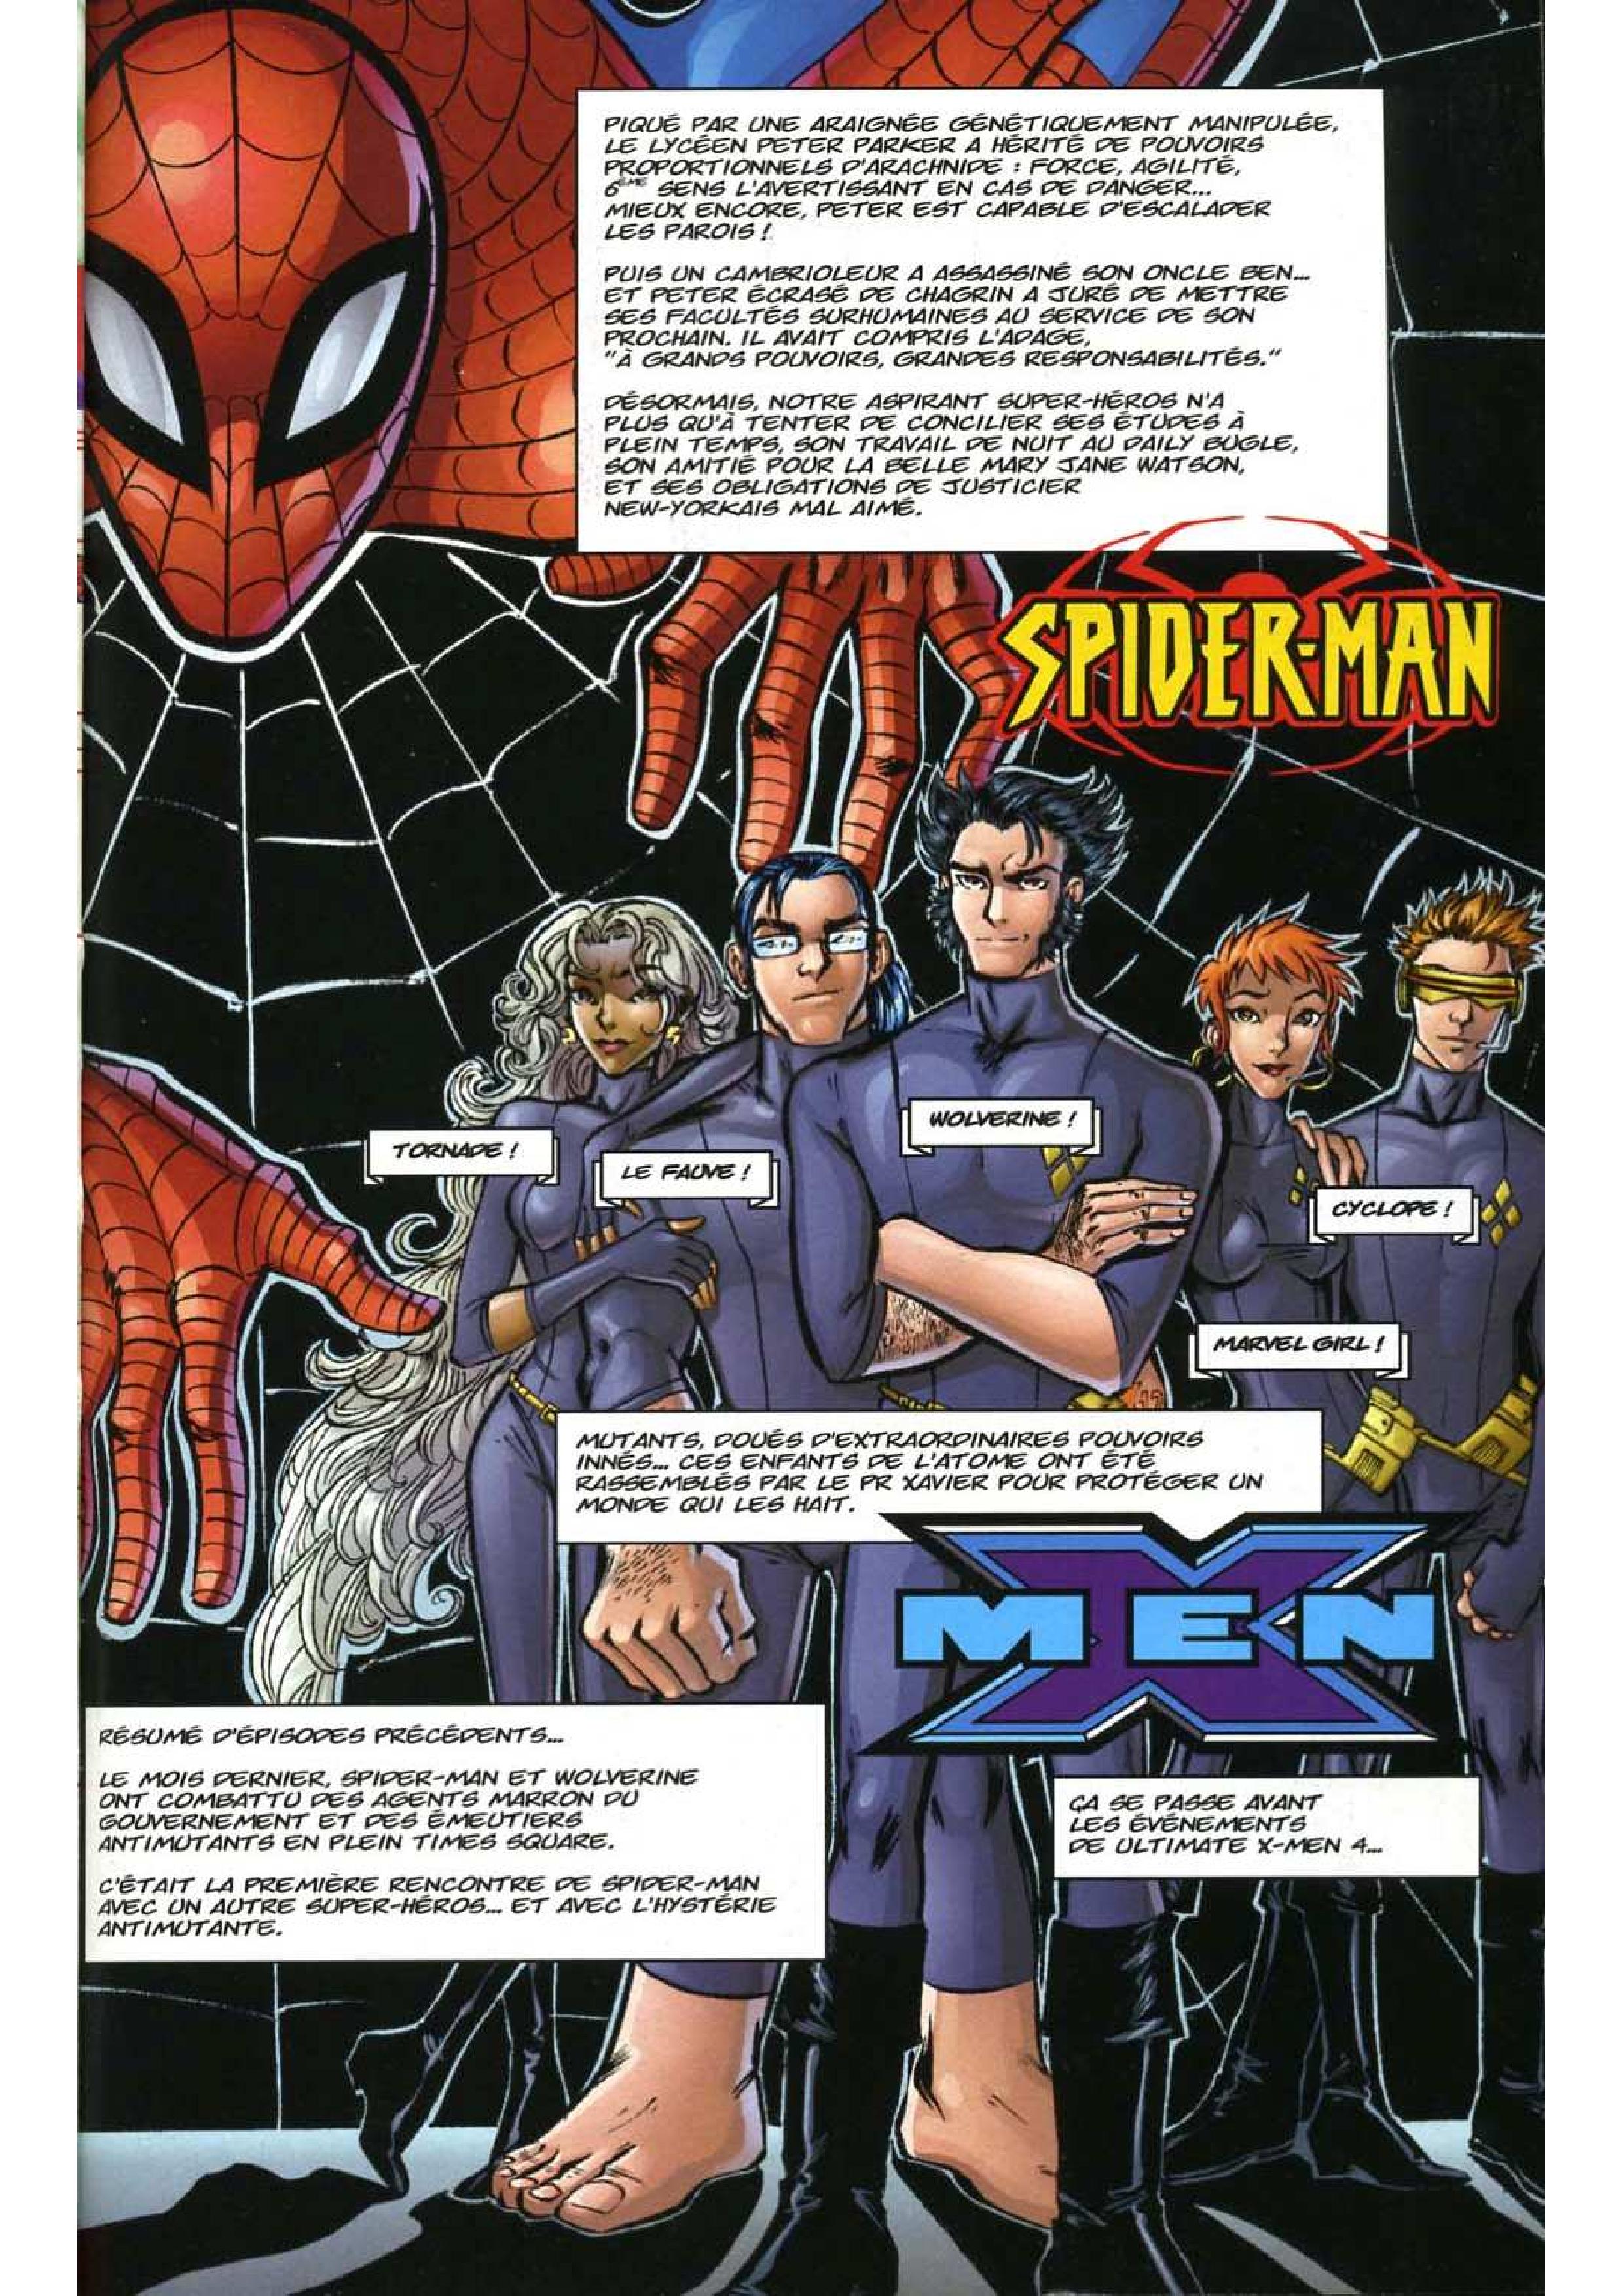 PIQUÉ PAR UNE ARAIGNÉE GÉNÉTIQUEMENT MANIPULÉE,
LE LYCÉEN PETER PARKER A HÉRITÉ DE POUVOIRS
PROPORTIONNELS D'ARACHNIDE : FORCE, AGILITÉ,
6ÈME SENS L'AVERTISSANT EN CAS DE DANGER...
MIEUX ENCORE, PETER EST CAPABLE D'ESCALADER
LES PAROIS !
PUIS UN CAMBRIOLEUR A ASSASSINÉ SON ONCLE BEN...
ET PETER ÉCRASÉ DE CHAGRIN A JURÉ DE METTRE
SES FACULTÉS SURHUMAINES AU SERVICE DE SON
PROCHAIN. IL AVAIT COMPRIS L'ADAGE,
"À GRANDS POUVOIRS, GRANDES RESPONSABILITÉS."
DÉSORMAIS, NOTRE ASPIRANT SUPER-HÉROS N'A
PLUS QU'À TENTER DE CONCILIER SES ÉTUDES À
PLEIN TEMPS, SON TRAVAIL DE NUIT AU DAILY BUGLE,
SON AMITIÉ POUR LA BELLE MARY JANE WATSON,
ET SES OBLIGATIONS DE JUSTICIER
NEW-YORKAIS MAL AIMÉ.
SPIDER-MAN
WOLVERINE !
TORNADE !
LE FAUVE !
CYCLOPE !
MARVEL GIRL !
MUTANTS, DOUÉS D'EXTRAORDINAIRES POUVOIRS
INNÉS... CES ENFANTS DE L'ATOME ONT ÉTÉ
RASSEMBLÉS PAR LE PR XAVIER POUR PROTÉGER UN
MONDE QUI LES HAIT.
X MEN
RÉSUMÉ D'ÉPISODES PRÉCÉDENTS...
LE MOIS DERNIER, SPIDER-MAN ET WOLVERINE
ONT COMBATTU DES AGENTS MARRON DU
GOUVERNEMENT ET DES ÉMEUTIERS
ANTIMUTANTS EN PLEIN TIMES SQUARE.
C'ÉTAIT LA PREMIÈRE RENCONTRE DE SPIDER-MAN
AVEC UN AUTRE SUPER-HÉROS... ET AVEC L'HYSTÉRIE
ANTIMUTANTE.
ÇA SE PASSE AVANT
LES ÉVÉNEMENTS
DE ULTIMATE X-MEN 4...